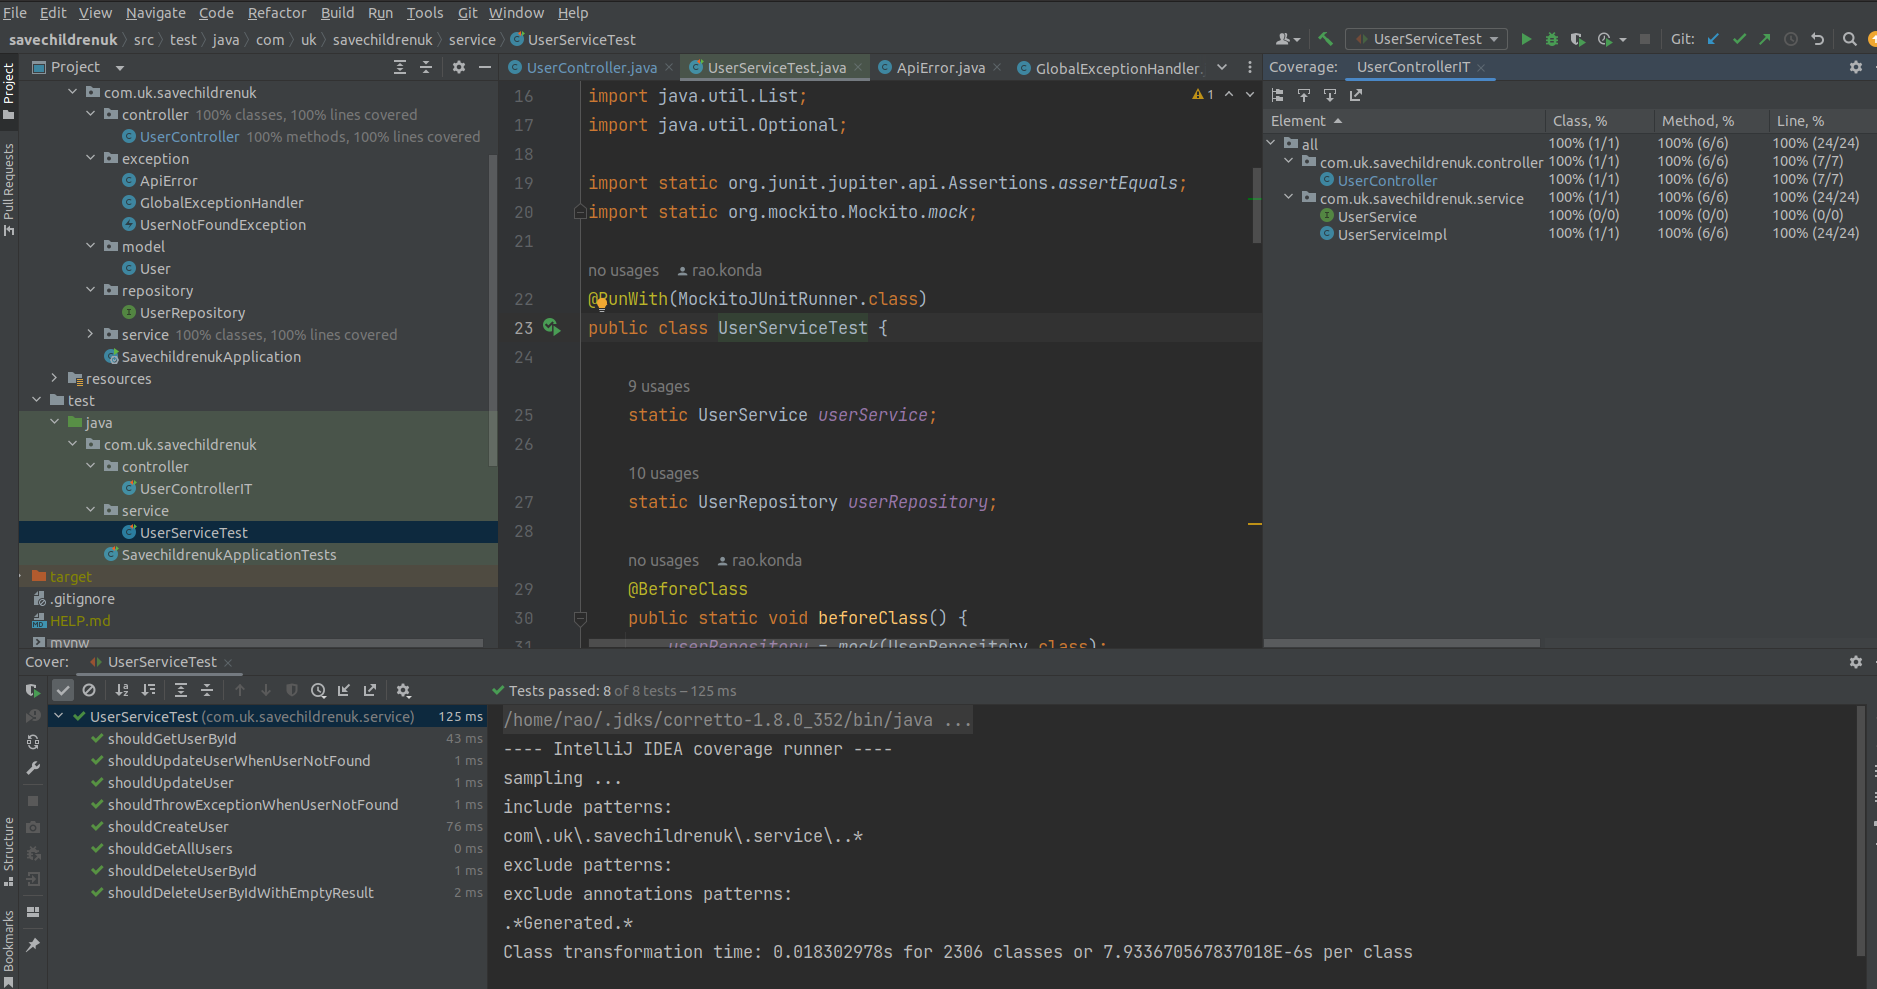 File Edit View Navigate Code Refactor Build Run Tools Git Window Help
savechildrenuk src test java com uk savechildrenuk service UserServiceTest
UserServiceTest Git:
Project
Pull Requests
Structure
Bookmarks
Project
com.uk.savechildrenuk
controller 100% classes, 100% lines covered
UserController 100% methods, 100% lines covered
exception
ApiError
GlobalExceptionHandler
UserNotFoundException
model
User
repository
UserRepository
service 100% classes, 100% lines covered
SavechildrenukApplication
resources
test
java
com.uk.savechildrenuk
controller
UserControllerIT
service
UserServiceTest
SavechildrenukApplicationTests
target
.gitignore
HELP.md
mvnw
UserController.java UserServiceTest.java ApiError.java GlobalExceptionHandler.
1
16 import java.util.List;
17 import java.util.Optional;
18
19 import static org.junit.jupiter.api.Assertions.assertEquals;
20 import static org.mockito.Mockito.mock;
21
no usages rao.konda
22 @RunWith(MockitoJUnitRunner.class)
23 public class UserServiceTest {
24
9 usages
25 static UserService userService;
26
10 usages
27 static UserRepository userRepository;
28
no usages rao.konda
29 @BeforeClass
30 public static void beforeClass() {
31 userRepository = mock(UserRepository.class);
Coverage: UserControllerIT
Element Class, % Method, % Line, %
all 100% (1/1) 100% (6/6) 100% (24/24)
com.uk.savechildrenuk.controller 100% (1/1) 100% (6/6) 100% (7/7)
UserController 100% (1/1) 100% (6/6) 100% (7/7)
com.uk.savechildrenuk.service 100% (1/1) 100% (6/6) 100% (24/24)
UserService 100% (0/0) 100% (0/0) 100% (0/0)
UserServiceImpl 100% (1/1) 100% (6/6) 100% (24/24)
Cover: UserServiceTest
Tests passed: 8 of 8 tests – 125 ms
UserServiceTest (com.uk.savechildrenuk.service) 125 ms
shouldGetUserById 43 ms
shouldUpdateUserWhenUserNotFound 1 ms
shouldUpdateUser 1 ms
shouldThrowExceptionWhenUserNotFound 1 ms
shouldCreateUser 76 ms
shouldGetAllUsers 0 ms
shouldDeleteUserById 1 ms
shouldDeleteUserByIdWithEmptyResult 2 ms
/home/rao/.jdks/corretto-1.8.0_352/bin/java ...
---- IntelliJ IDEA coverage runner ----
sampling ...
include patterns:
com\.uk\.savechildrenuk\.service\..*
exclude patterns:
exclude annotations patterns:
.*Generated.*
Class transformation time: 0.018302978s for 2306 classes or 7.933670567837018E-6s per class